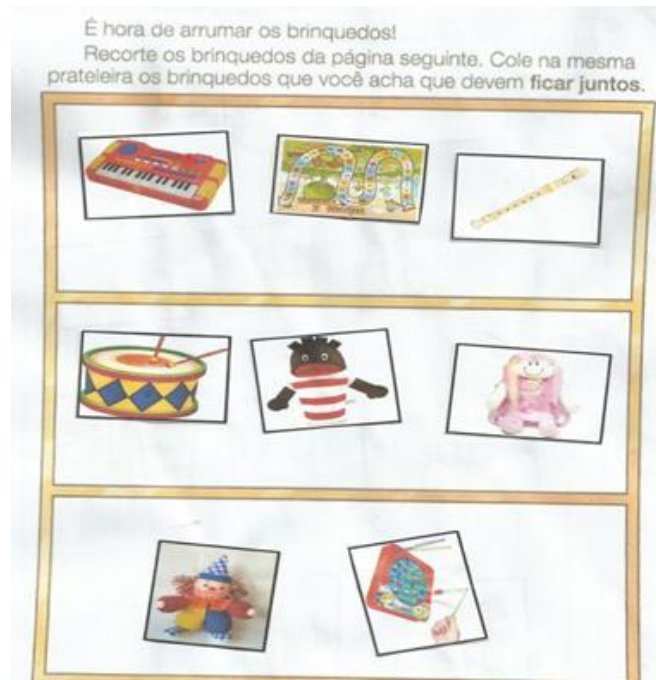 É hora de arrumar os brinquedos!
Recorte os brinquedos da página seguinte. Cole na mesma
prateleira os brinquedos que você acha que devem ficar juntos.